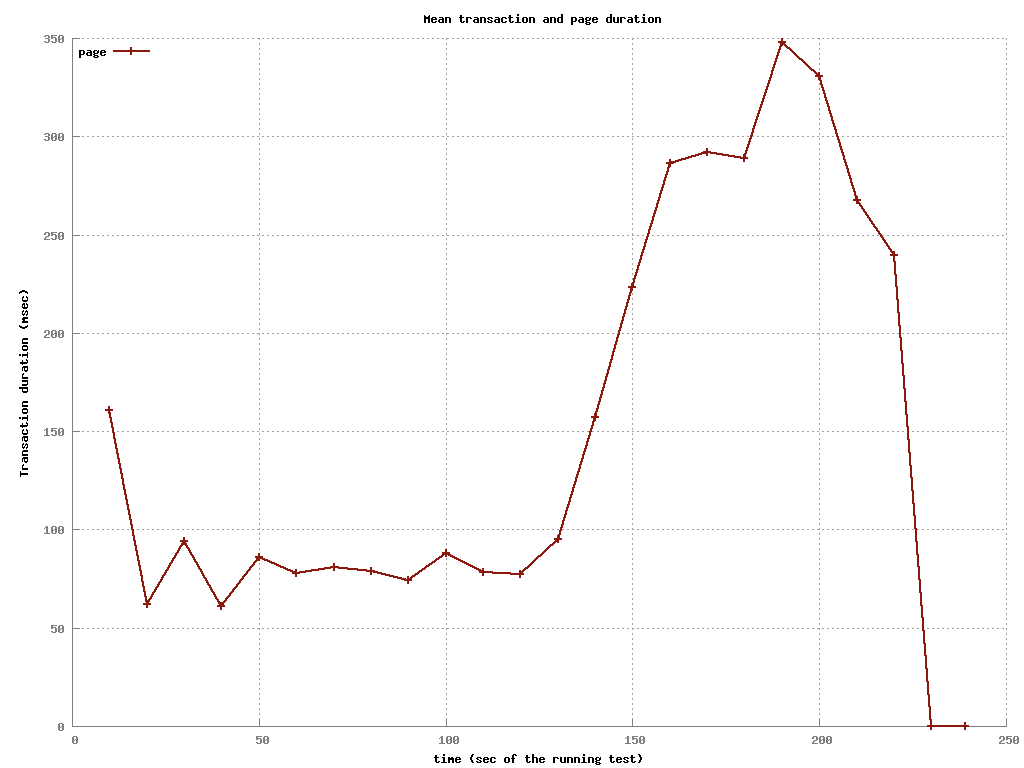 Mean transaction and page duration
page
350
300
250
200
150
100
50
0
Transaction duration (msec)
0 50 100 150 200 250
time (sec of the running test)